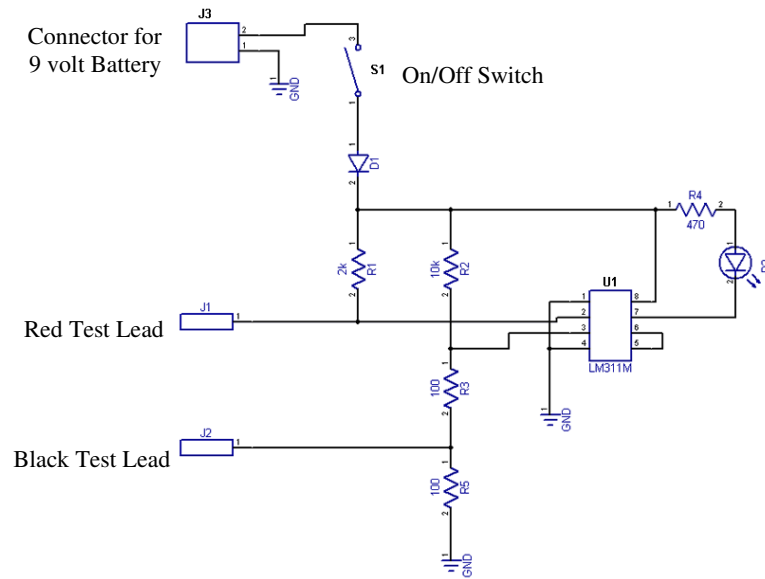 J3
Connector for
9 volt Battery
2
1
1
GND
3
S1
On/Off Switch
1
1
D1
2
R4
1
2
470
1
2
1
2k
R1
2
1
10k
R2
2
U1
1
8
2
7
3
6
4
5
LM311M
J1
1
Red Test Lead
1
100
R3
2
1
GND
J2
1
Black Test Lead
1
100
R5
2
1
GND